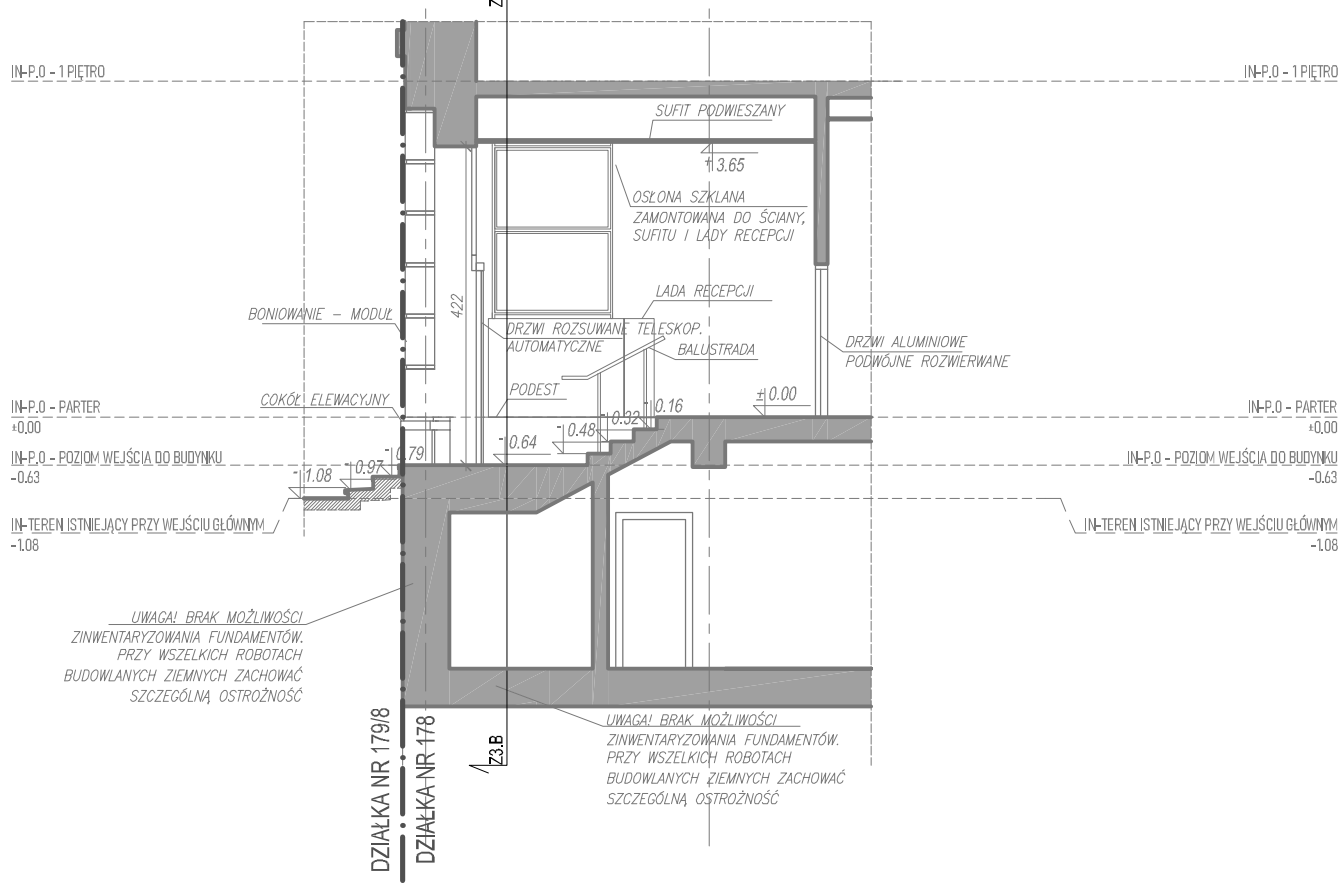 IN-P.0 - 1 PIĘTRO
IN-P.0 - 1 PIĘTRO
SUFIT PODWIESZANY
± 3.65
OSŁONA SZKLANA
ZAMONTOWANA DO ŚCIANY,
SUFITU I LADY RECEPCJI
LADA RECEPCJI
BONIOWANIE – MODUŁ
422
DRZWI ROZSUWANE TELESKOP.
AUTOMATYCZNE
BALUSTRADA
DRZWI ALUMINIOWE
PODWÓJNE ROZWIERWANE
PODEST
COKÓŁ ELEWACYJNY
± 0.00
IN-P.0 - PARTER
±0.00
IN-P.0 - PARTER
±0.00
-0.16
-0.32
-0.48
-0.64
-0.79
-0.97
-1.08
IN-P.0 - POZIOM WEJŚCIA DO BUDYNKU
-0.63
IN-P.0 - POZIOM WEJŚCIA DO BUDYNKU
-0.63
IN-TEREN ISTNIEJĄCY PRZY WEJŚCIU GŁÓWNYM
-1.08
IN-TEREN ISTNIEJĄCY PRZY WEJŚCIU GŁÓWNYM
-1.08
UWAGA! BRAK MOŻLIWOŚCI
ZINWENTARYZOWANIA FUNDAMENTÓW.
PRZY WSZELKICH ROBOTACH
BUDOWLANYCH ZIEMNYCH ZACHOWAĆ
SZCZEGÓLNĄ OSTROŻNOŚĆ
UWAGA! BRAK MOŻLIWOŚCI
ZINWENTARYZOWANIA FUNDAMENTÓW.
PRZY WSZELKICH ROBOTACH
BUDOWLANYCH ZIEMNYCH ZACHOWAĆ
SZCZEGÓLNĄ OSTROŻNOŚĆ
DZIAŁKA NR 179/8
DZIAŁKA NR 178
Z3.B